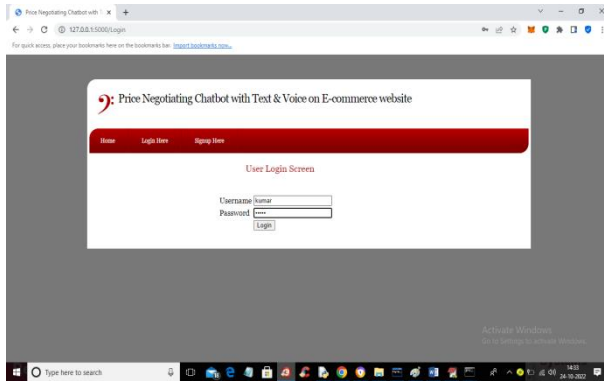 Price Negotiating Chatbot with
127.0.0.1:5000/Login
For quick access, place your bookmarks here on the bookmarks bar. Import bookmarks now...
Price Negotiating Chatbot with Text & Voice on E-commerce website
Home Login Here Signup Here
User Login Screen
Username kumar
Password •••••
Login
Activate Windows
Go to Settings to activate Windows.
Type here to search
14:33
24-10-2022